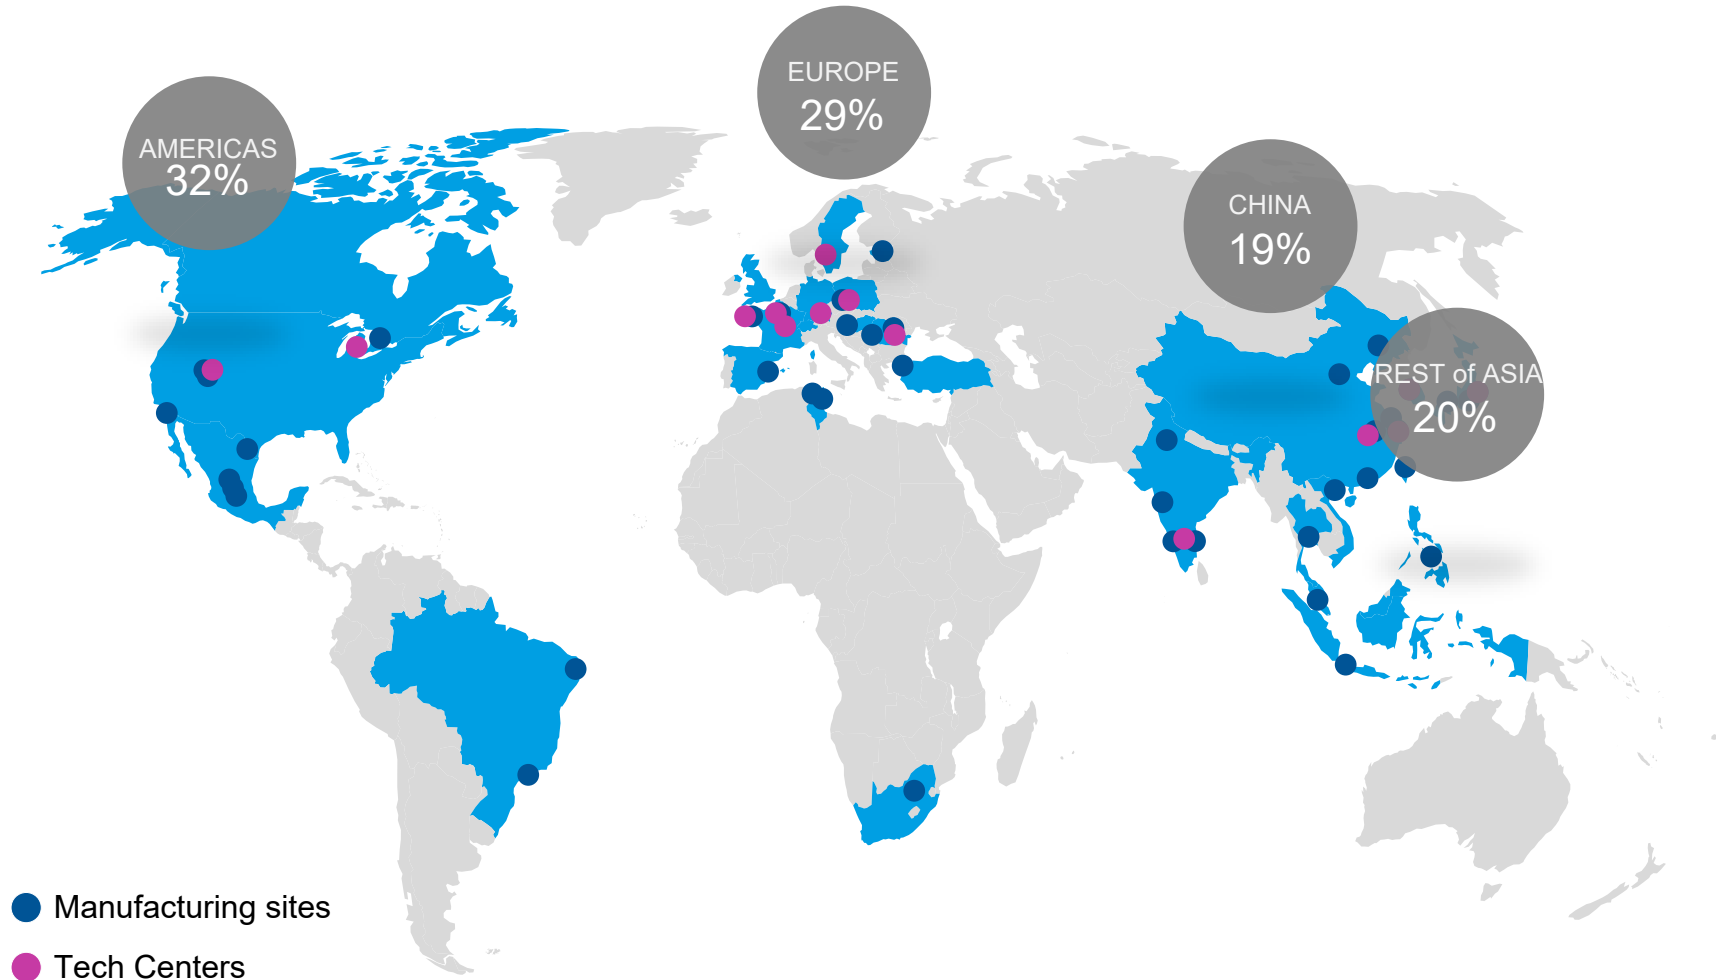 EUROPE
29%
AMERICAS
32%
CHINA
19%
REST of ASIA
20%
Manufacturing sites
Tech Centers